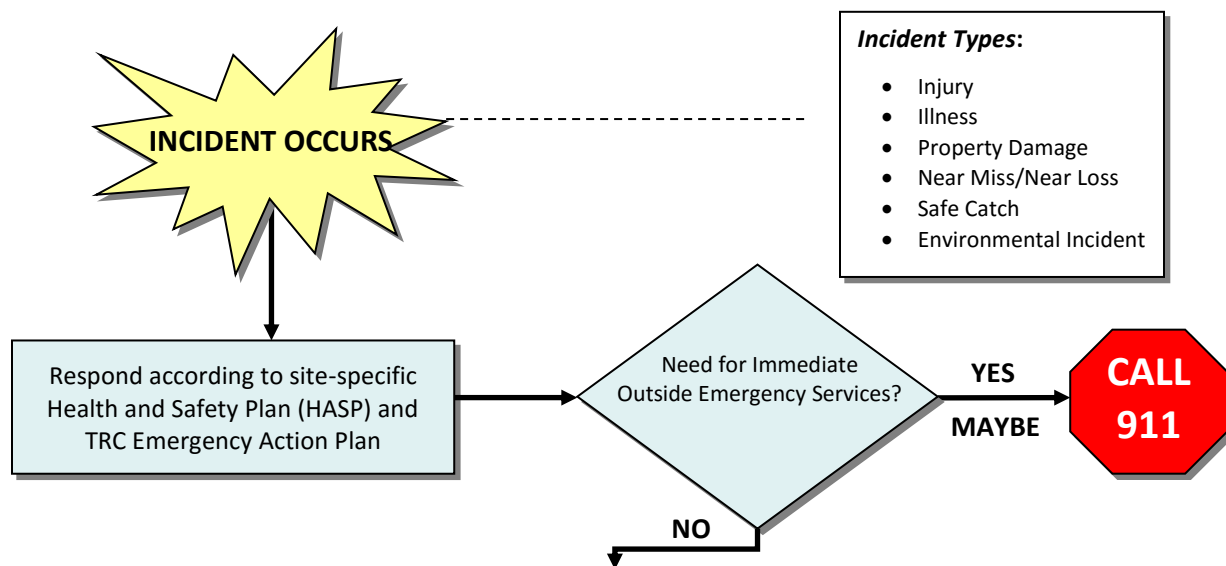 INCIDENT OCCURS
Incident Types:
• Injury
• Illness
• Property Damage
• Near Miss/Near Loss
• Safe Catch
• Environmental Incident
Respond according to site-specific
Health and Safety Plan (HASP) and
TRC Emergency Action Plan
Need for Immediate
Outside Emergency Services?
YES
MAYBE
CALL
911
NO